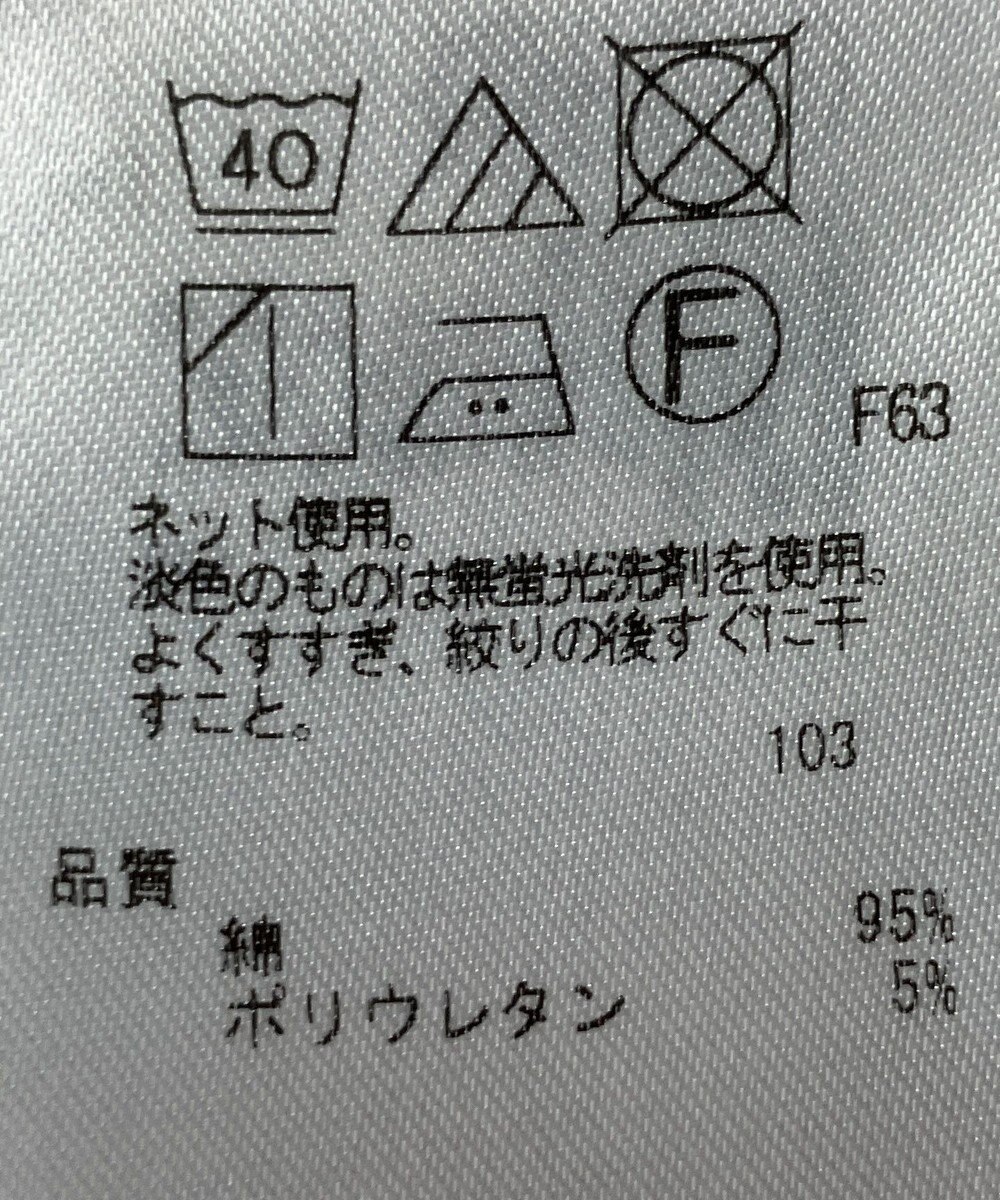 40
F
F63
ネット使用。
淡色のものは無蛍光洗剤を使用。
よくすすぎ、絞りの後すぐに干
すこと。
103
品質
綿 95%
ポリウレタン 5%